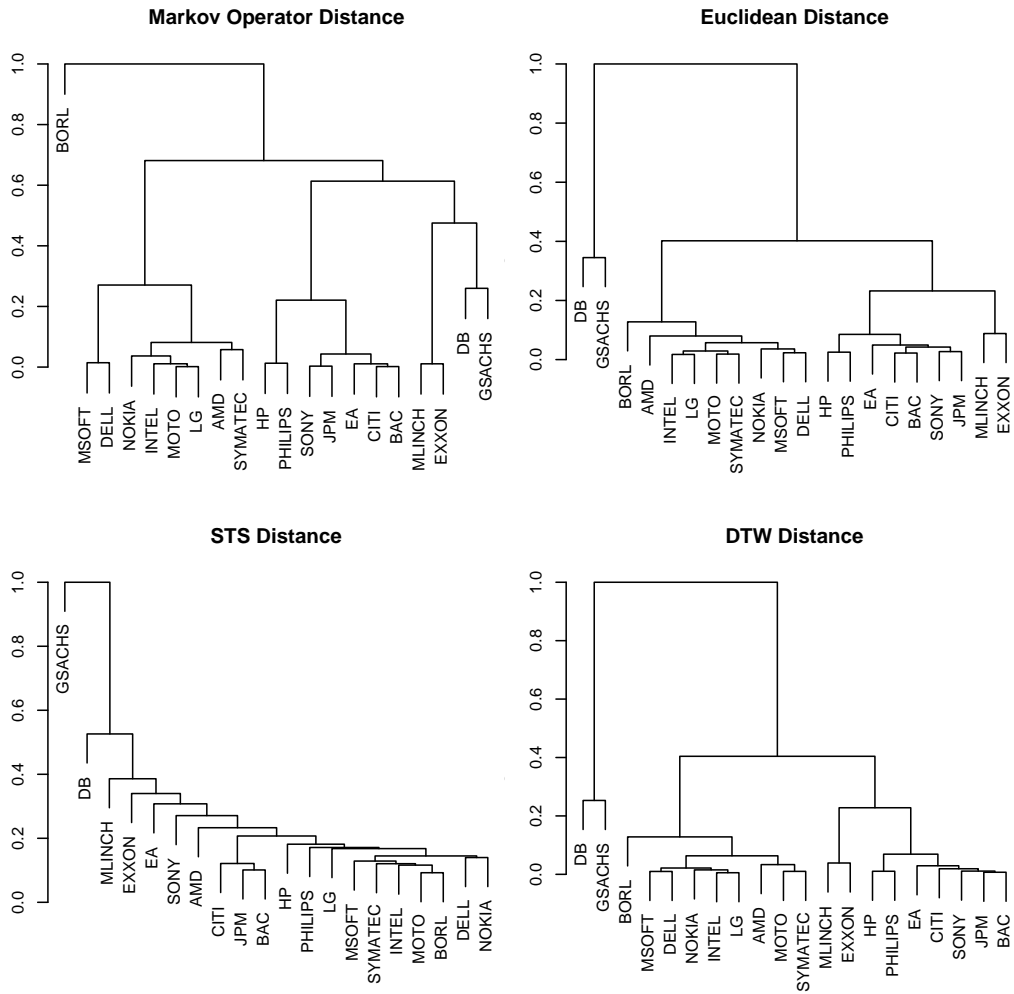 Markov Operator Distance
1.0
0.8
0.6
0.4
0.2
0.0
BORL
MSOFT
DELL
NOKIA
INTEL
MOTO
LG
AMD
SYMATEC
HP
PHILIPS
SONY
JPM
EA
CITI
BAC
MLINCH
EXXON
DB
GSACHS
Euclidean Distance
1.0
0.8
0.6
0.4
0.2
0.0
DB
GSACHS
BORL
AMD
INTEL
LG
MOTO
SYMATEC
NOKIA
MSOFT
DELL
HP
PHILIPS
EA
CITI
BAC
SONY
JPM
MLINCH
EXXON
STS Distance
1.0
0.8
0.6
0.4
0.2
0.0
GSACHS
DB
MLINCH
EXXON
EA
SONY
AMD
CITI
JPM
BAC
HP
PHILIPS
LG
MSOFT
SYMATEC
INTEL
MOTO
BORL
DELL
NOKIA
DTW Distance
1.0
0.8
0.6
0.4
0.2
0.0
DB
GSACHS
BORL
MSOFT
DELL
NOKIA
INTEL
LG
AMD
MOTO
SYMATEC
MLINCH
EXXON
HP
PHILIPS
EA
CITI
SONY
JPM
BAC